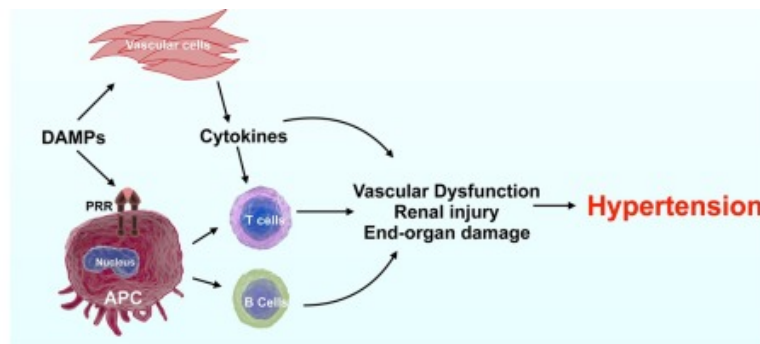 Vascular cells
DAMPs
Cytokines
PRR
T cells
Nucleus
APC
B Cells
Vascular Dysfunction
Renal injury
End-organ damage
Hypertension